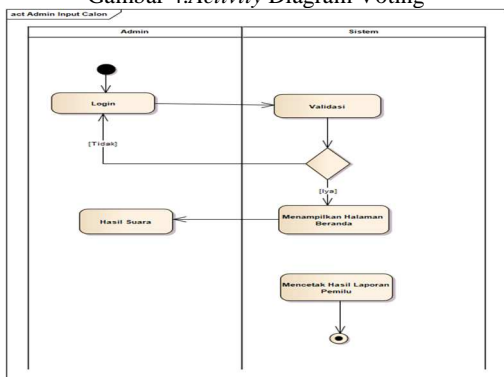 Gambar 4.Activity Diagram Voting
act Admin Input Calon
Admin
Sistem
Login
Validasi
[Tidak]
[Iya]
Hasil Suara
Menampilkan Halaman
Beranda
Mencetak Hasil Laporan
Pemilu